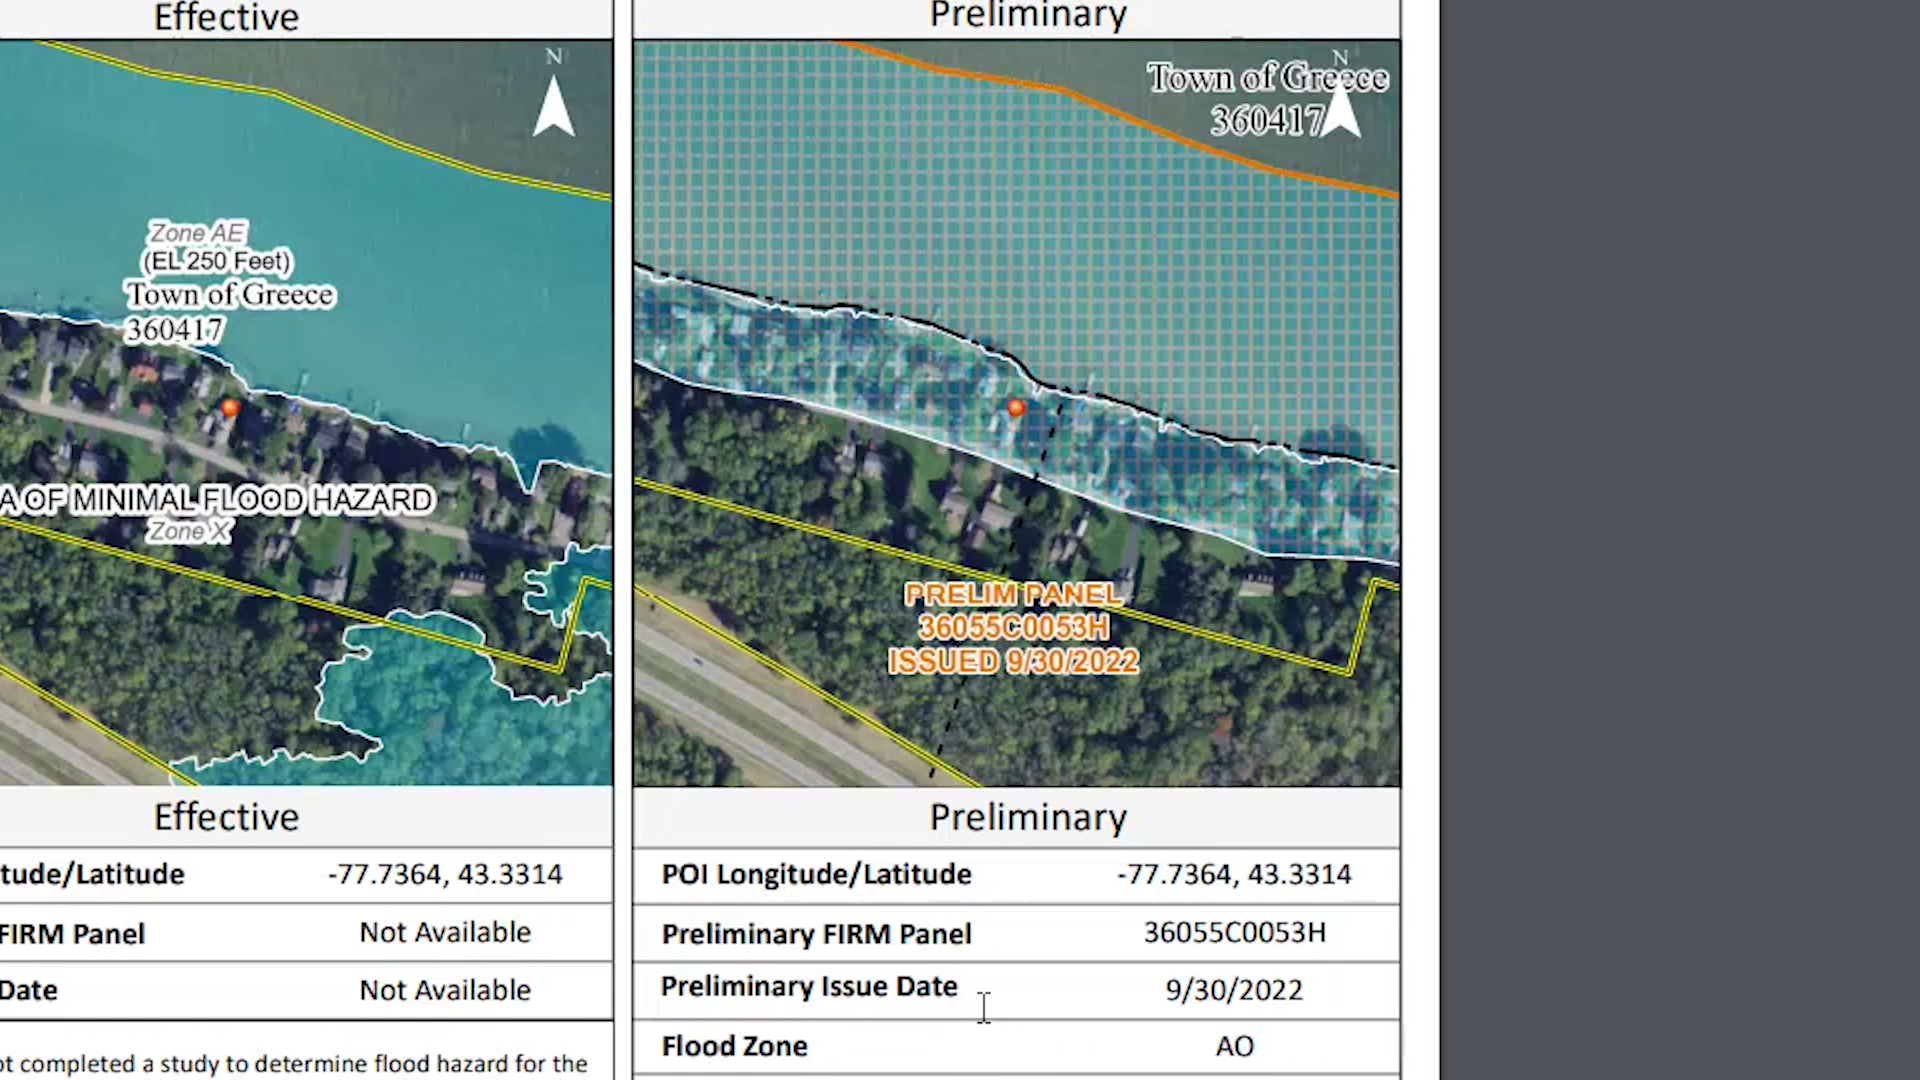 Effective
Preliminary
N
Zone AE
(EL 250 Feet)
Town of Greece
360417
A OF MINIMAL FLOOD HAZARD
Zone X
N
Town of Greece
360417
PRELIM PANEL
36055C0053H
ISSUED 9/30/2022
Effective
Preliminary
tude/Latitude -77.7364, 43.3314
POI Longitude/Latitude -77.7364, 43.3314
FIRM Panel Not Available
Preliminary FIRM Panel 36055C0053H
Date Not Available
Preliminary Issue Date 9/30/2022
Flood Zone AO
ot completed a study to determine flood hazard for the